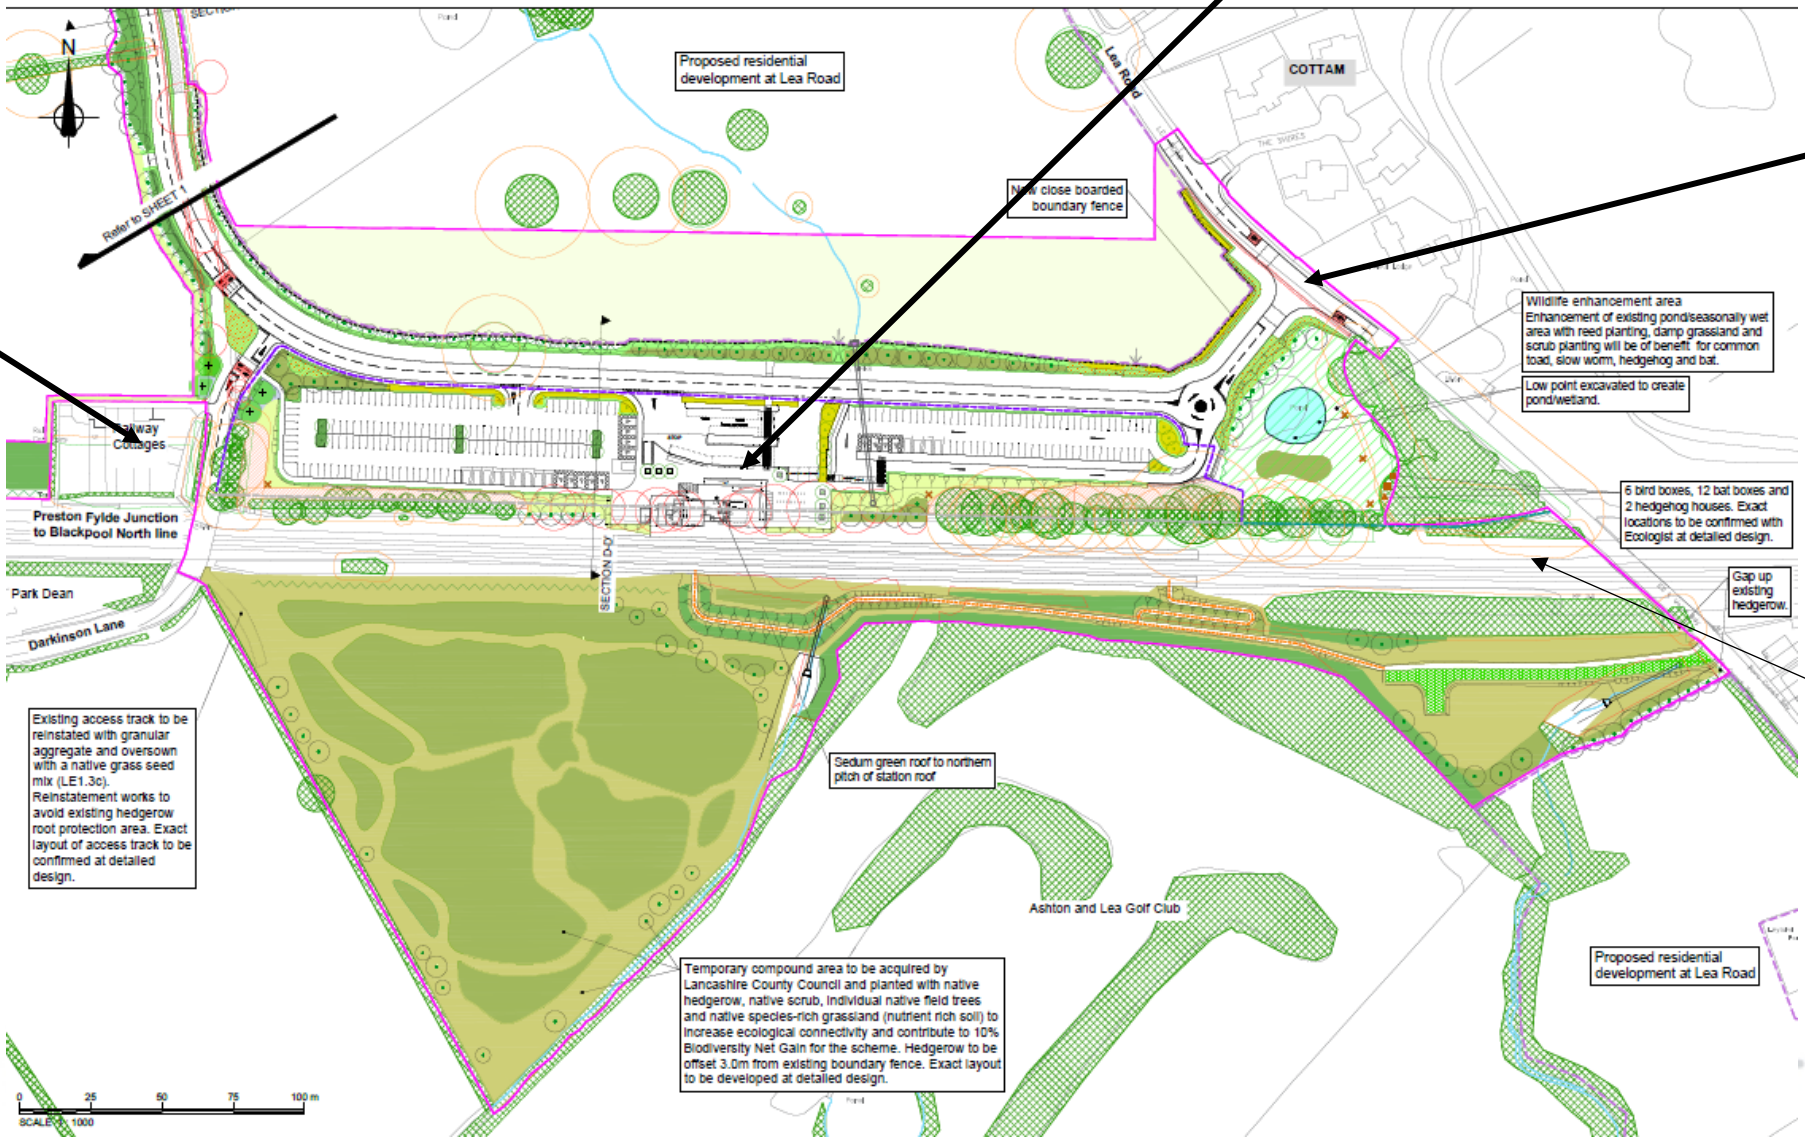 SECTION
Pond
N
Proposed residential
development at Lea Road
Lea Road
COTTAM
THE SHIRES
Refer to SHEET 1
New close boarded
boundary fence
Pond
Wildlife enhancement area
Enhancement of existing pond/seasonally wet
area with reed planting, damp grassland and
scrub planting will be of benefit for common
toad, slow worm, hedgehog and bat.
Low point excavated to create
pond/wetland.
Pond
Railway
Cottages
6 bird boxes, 12 bat boxes and
2 hedgehog houses. Exact
locations to be confirmed with
Ecologist at detailed design.
Preston Fylde Junction
to Blackpool North line
SECTION D-D'
Gap up
existing
hedgerow.
Park Dean
Darkinson Lane
D
D
Existing access track to be
reinstated with granular
aggregate and oversown
with a native grass seed
mix (LE1.3c).
Reinstatement works to
avoid existing hedgerow
root protection area. Exact
layout of access track to be
confirmed at detailed
design.
Sedum green roof to northern
pitch of station roof
Ashton and Lea Golf Club
Proposed residential
development at Lea Road
Temporary compound area to be acquired by
Lancashire County Council and planted with native
hedgerow, native scrub, individual native field trees
and native species-rich grassland (nutrient rich soil) to
increase ecological connectivity and contribute to 10%
Biodiversity Net Gain for the scheme. Hedgerow to be
offset 3.0m from existing boundary fence. Exact layout
to be developed at detailed design.
Pond
0 25 50 75 100 m
SCALE 1 : 1000